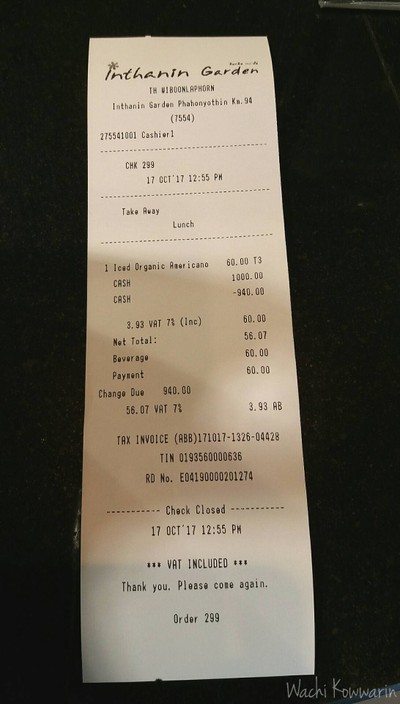 Inthanin Garden
TH WIBOONLAPHORN
Inthanin Garden Phahonyothin Km.94
(7554)
275541001 Cashier1
CHK 299
17 OCT'17 12:55 PM
Take Away
Lunch
1 Iced Organic Americano 60.00 T3
CASH 1000.00
CASH -940.00
3.93 VAT 7% (Inc) 60.00
Net Total: 56.07
Beverage 60.00
Payment 60.00
Change Due 940.00
56.07 VAT 7% 3.93 AB
TAX INVOICE (ABB)171017-1326-04428
TIN 0193560000636
RD No. E04190000201274
----------- Check Closed -----------
17 OCT'17 12:55 PM
*** VAT INCLUDED ***
Thank you. Please come again.
Order 299
Wachi Kowwarin